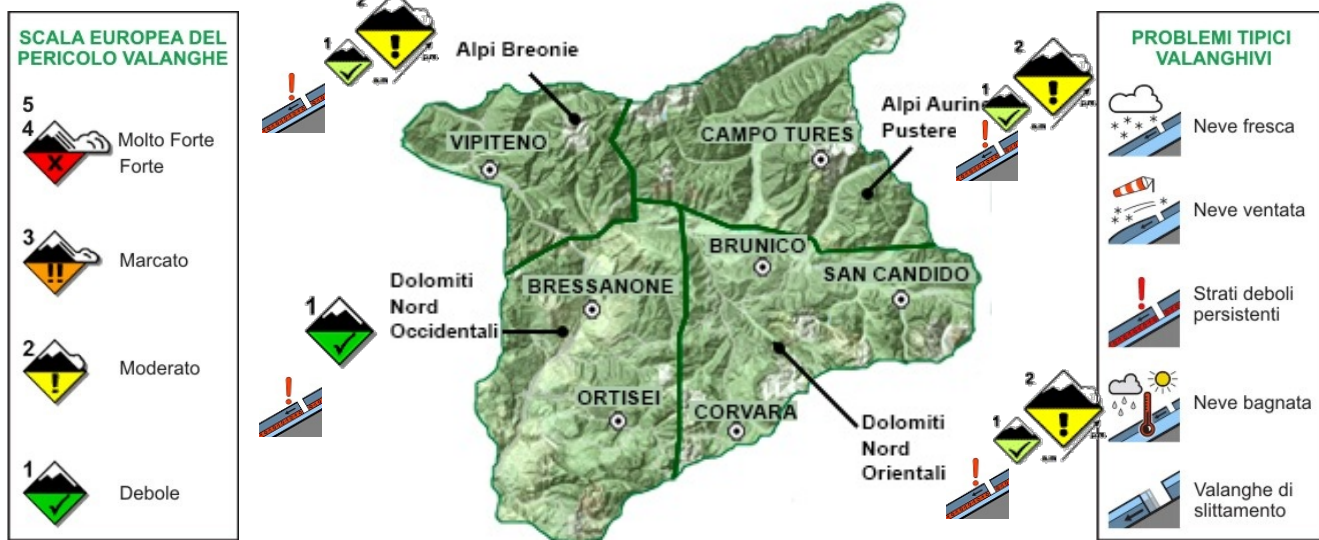 SCALA EUROPEA DEL
PERICOLO VALANGHE
5
4
Molto Forte
Forte
3
Marcato
2
Moderato
1
Debole
2
1
a.m
p.m.
Alpi Breonie
VIPITENO
CAMPO TURES
Alpi Aurine
Pustere
2
1
a.m
p.m.
BRUNICO
SAN CANDIDO
Dolomiti
Nord
Occidentali
1
BRESSANONE
ORTISEI
CORVARA
Dolomiti
Nord
Orientali
2
1
a.m
p.m.
PROBLEMI TIPICI
VALANGHIVI
Neve fresca
Neve ventata
Strati deboli
persistenti
Neve bagnata
Valanghe di
slittamento